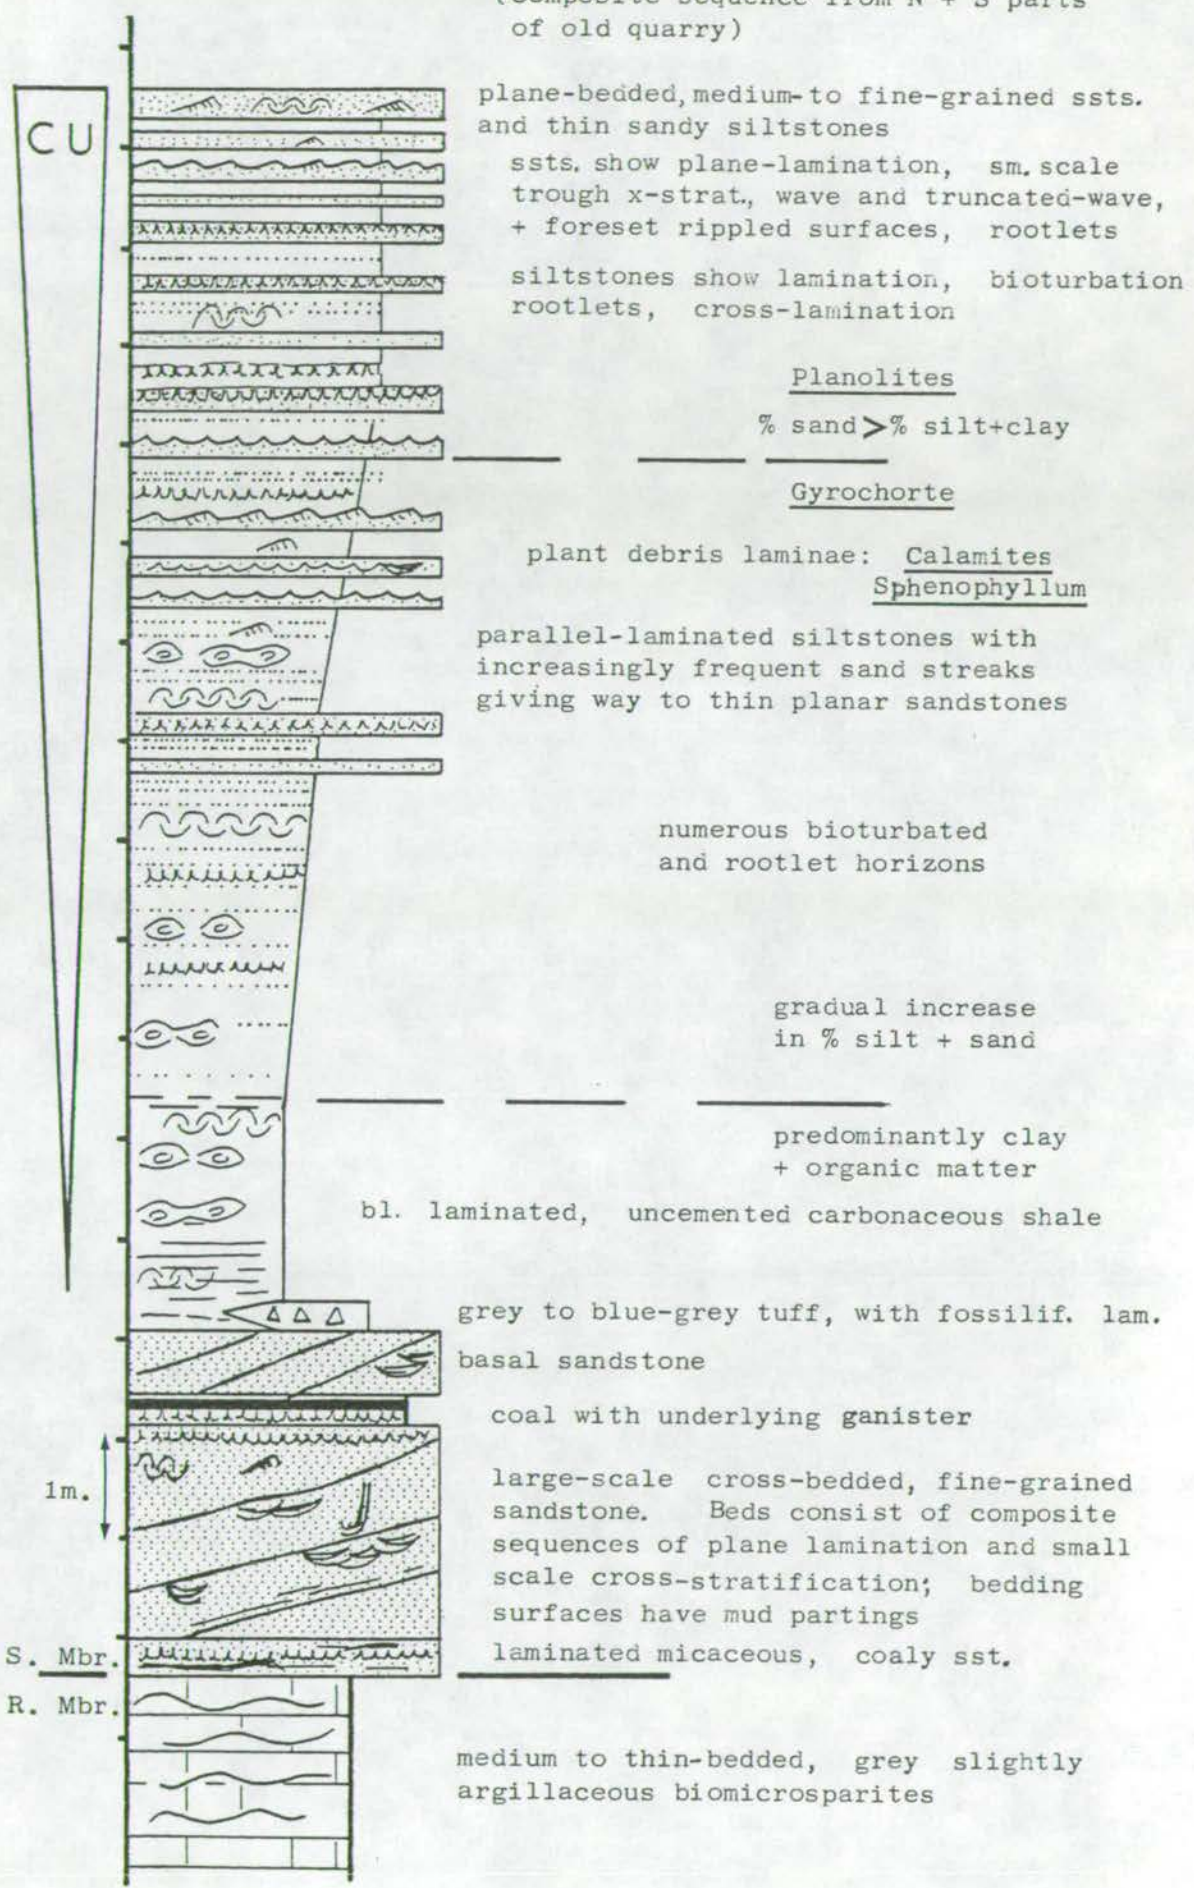 (composite sequence from N + S parts
of old quarry)
CU
plane-bedded, medium-to fine-grained ssts.
and thin sandy siltstones
ssts. show plane-lamination, sm. scale
trough x-strat., wave and truncated-wave,
+ foreset rippled surfaces, rootlets
siltstones show lamination, bioturbation
rootlets, cross-lamination
Planolites
% sand > % silt+clay
Gyrochorte
plant debris laminae: Calamites
Sphenophyllum
parallel-laminated siltstones with
increasingly frequent sand streaks
giving way to thin planar sandstones
numerous bioturbated
and rootlet horizons
gradual increase
in % silt + sand
predominantly clay
+ organic matter
bl. laminated, uncemented carbonaceous shale
grey to blue-grey tuff, with fossilif. lam.
basal sandstone
coal with underlying ganister
1m.
large-scale cross-bedded, fine-grained
sandstone. Beds consist of composite
sequences of plane lamination and small
scale cross-stratification; bedding
surfaces have mud partings
S. Mbr.
laminated micaceous, coaly sst.
R. Mbr.
medium to thin-bedded, grey slightly
argillaceous biomicrosparites